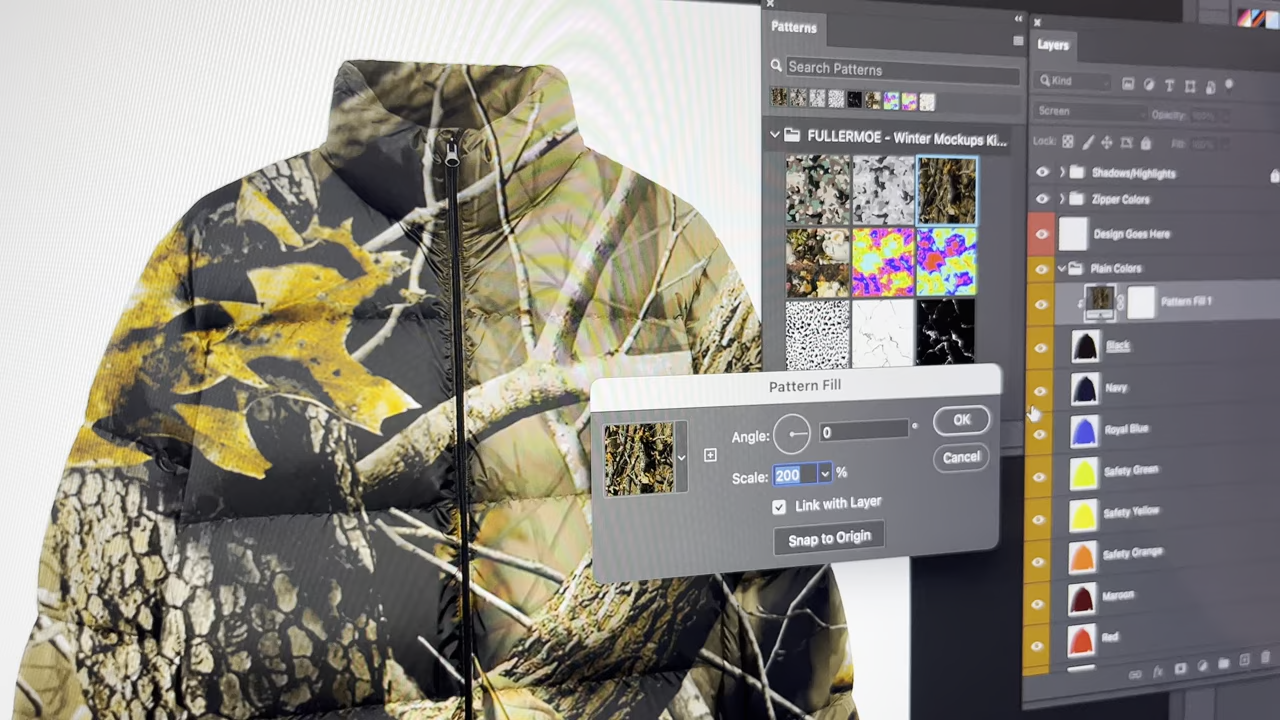 Patterns
Search Patterns
FULLERMOE - Winter Mockups Ki...
Pattern Fill
Angle:
0
°
OK
Scale:
200
%
Cancel
Link with Layer
Snap to Origin
Layers
Kind
Screen
Opacity:
Lock:
Fill:
Shadows/Highlights
Zipper Colors
Design Goes Here
Plain Colors
Pattern Fill 1
Black
Navy
Royal Blue
Safety Green
Safety Yellow
Safety Orange
Maroon
Red
fx